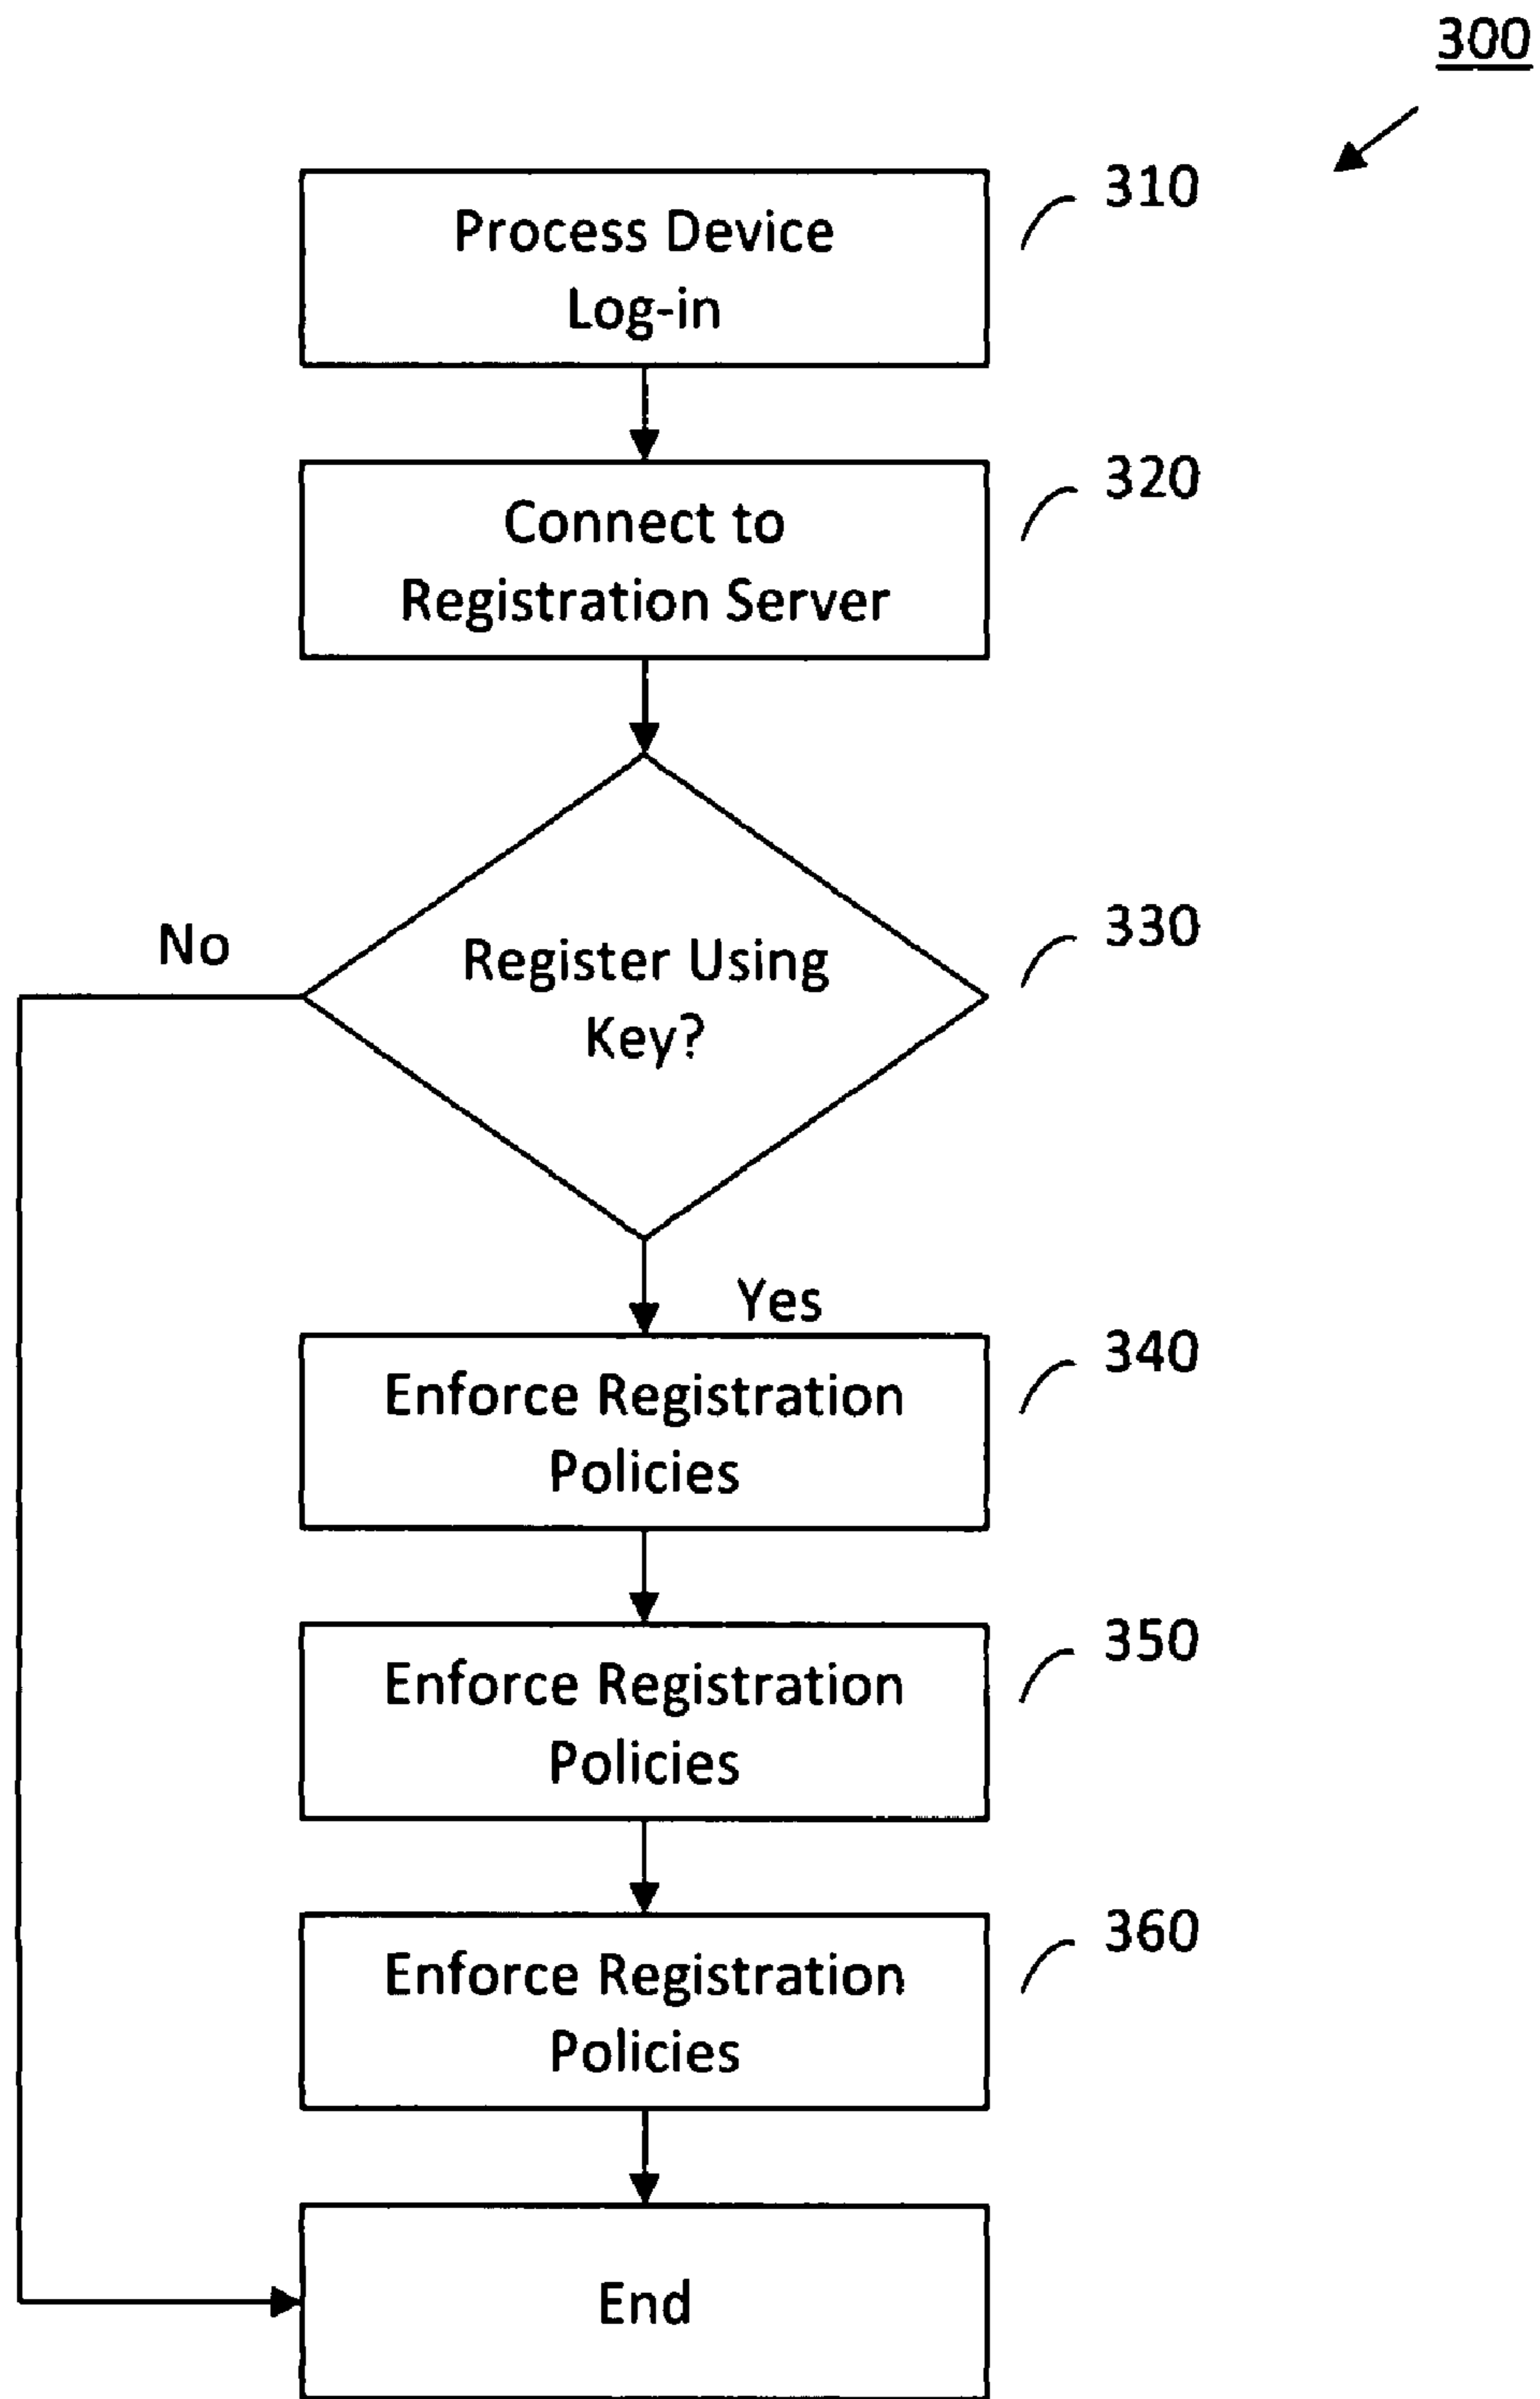 300
310
Process Device
Log-in
320
Connect to
Registration Server
330
No
Register Using
Key?
Yes
340
Enforce Registration
Policies
350
Enforce Registration
Policies
360
Enforce Registration
Policies
End